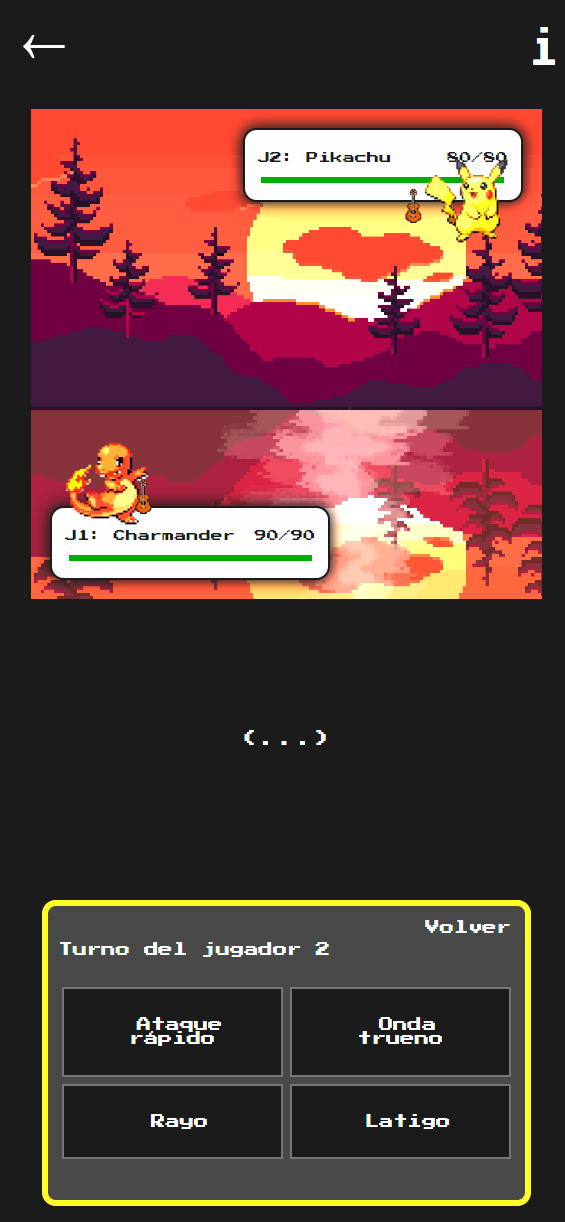 i
J2: Pikachu 80/80
J1: Charmander 90/90
(...)
Volver
Turno del jugador 2
Ataque
rápido
Onda
trueno
Rayo
Latigo